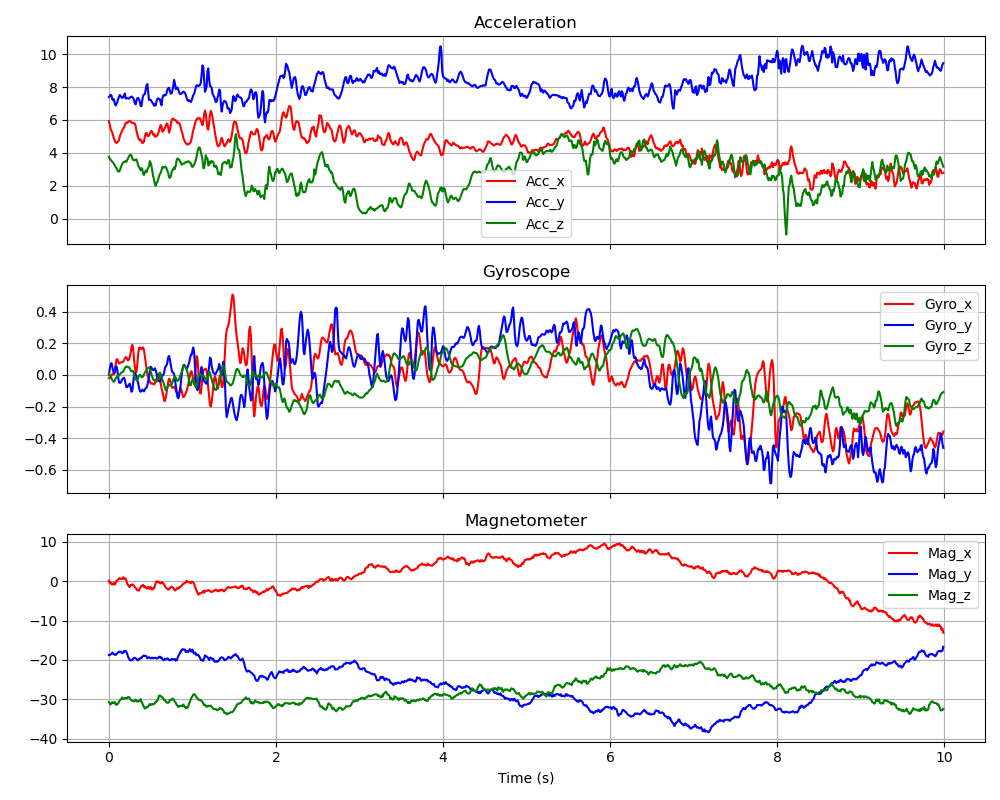 Acceleration
10
8
6
4
2
0
Acc_x
Acc_y
Acc_z
Gyroscope
0.4
0.2
0.0
−0.2
−0.4
−0.6
Gyro_x
Gyro_y
Gyro_z
Magnetometer
10
0
−10
−20
−30
−40
Mag_x
Mag_y
Mag_z
0 2 4 6 8 10
Time (s)